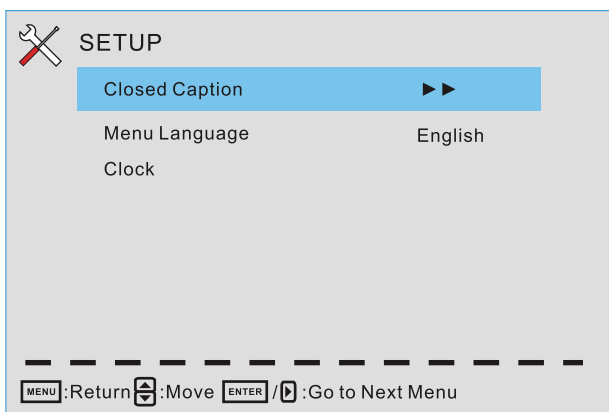 SETUP
Closed Caption ►►
Menu Language English
Clock
MENU :Return :Move ENTER / :Go to Next Menu